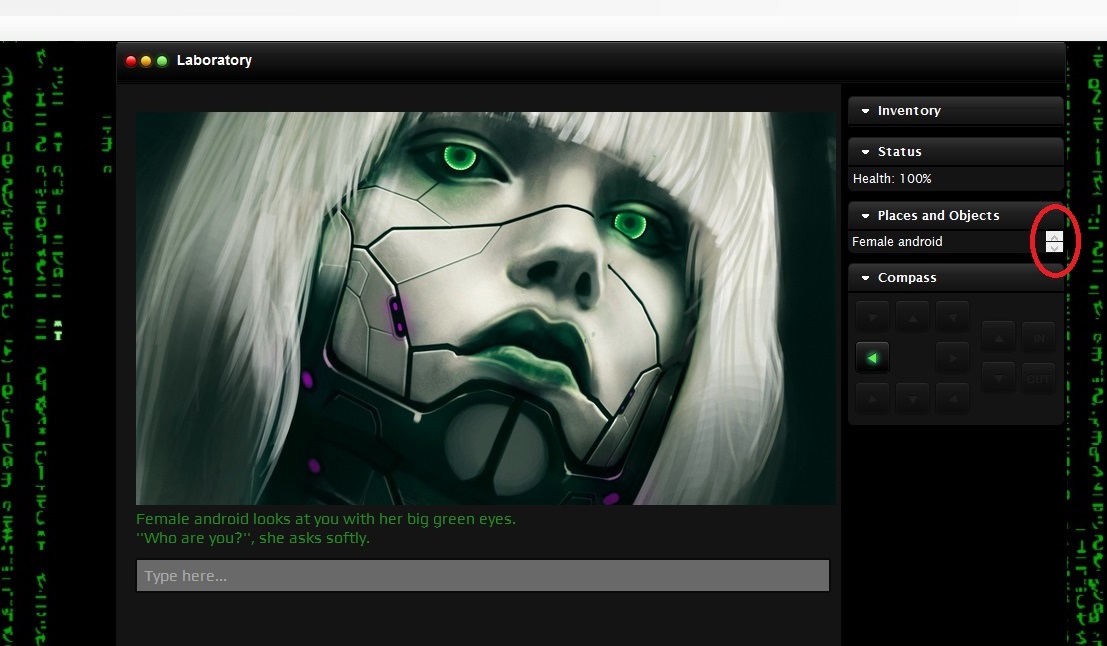 Laboratory
Inventory
Status
Health: 100%
Places and Objects
Female android
Compass
IN
OUT
Female android looks at you with her big green eyes.
"Who are you?", she asks softly.
Type here...